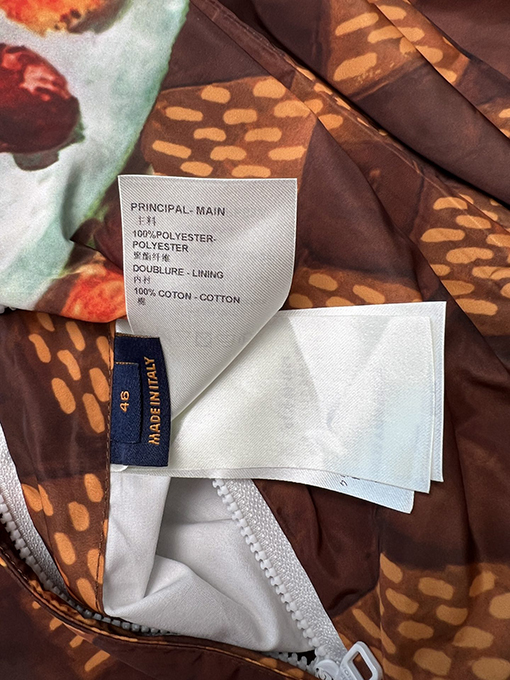 PRINCIPAL- MAIN
主料
100%POLYESTER-
POLYESTER
聚酯纤维
DOUBLURE - LINING
内衬
100% COTON - COTTON
棉
46
MADE IN ITALY